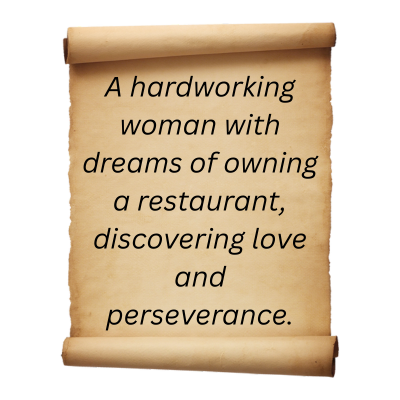 A hardworking
woman with
dreams of owning
a restaurant,
discovering love
and
perseverance.